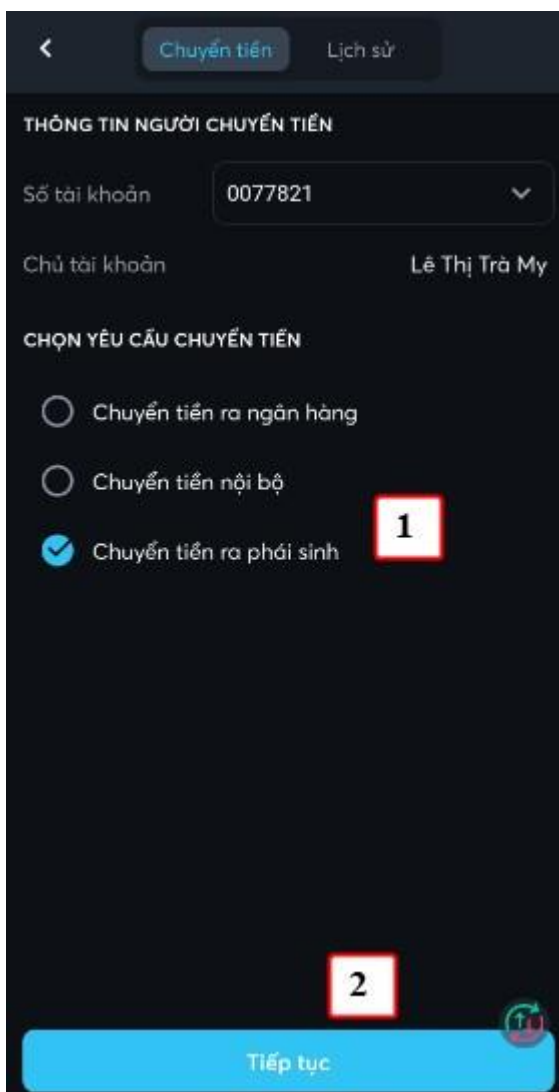 Chuyển tiền Lịch sử
THÔNG TIN NGƯỜI CHUYỂN TIỀN
Số tài khoản 0077821
Chủ tài khoản Lê Thị Trà My
CHỌN YÊU CẦU CHUYỂN TIỀN
Chuyển tiền ra ngân hàng
Chuyển tiền nội bộ
1
Chuyển tiền ra phái sinh
2
Tiếp tục